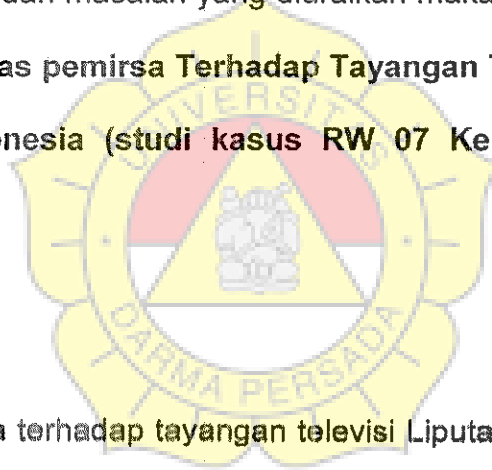 dan masalah yang diuraikan maka
as pemirsa Terhadap Tayangan T
onesia (studi kasus RW 07 Ke
UNIVERSITAS
DARMA PERSADA
a terhadap tayangan televisi Liputa